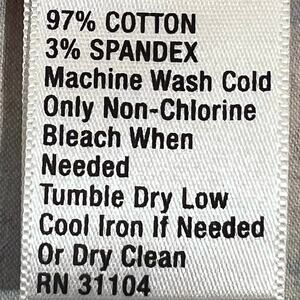 97% COTTON
3% SPANDEX
Machine Wash Cold
Only Non-Chlorine
Bleach When
Needed
Tumble Dry Low
Cool Iron If Needed
Or Dry Clean
RN 31104